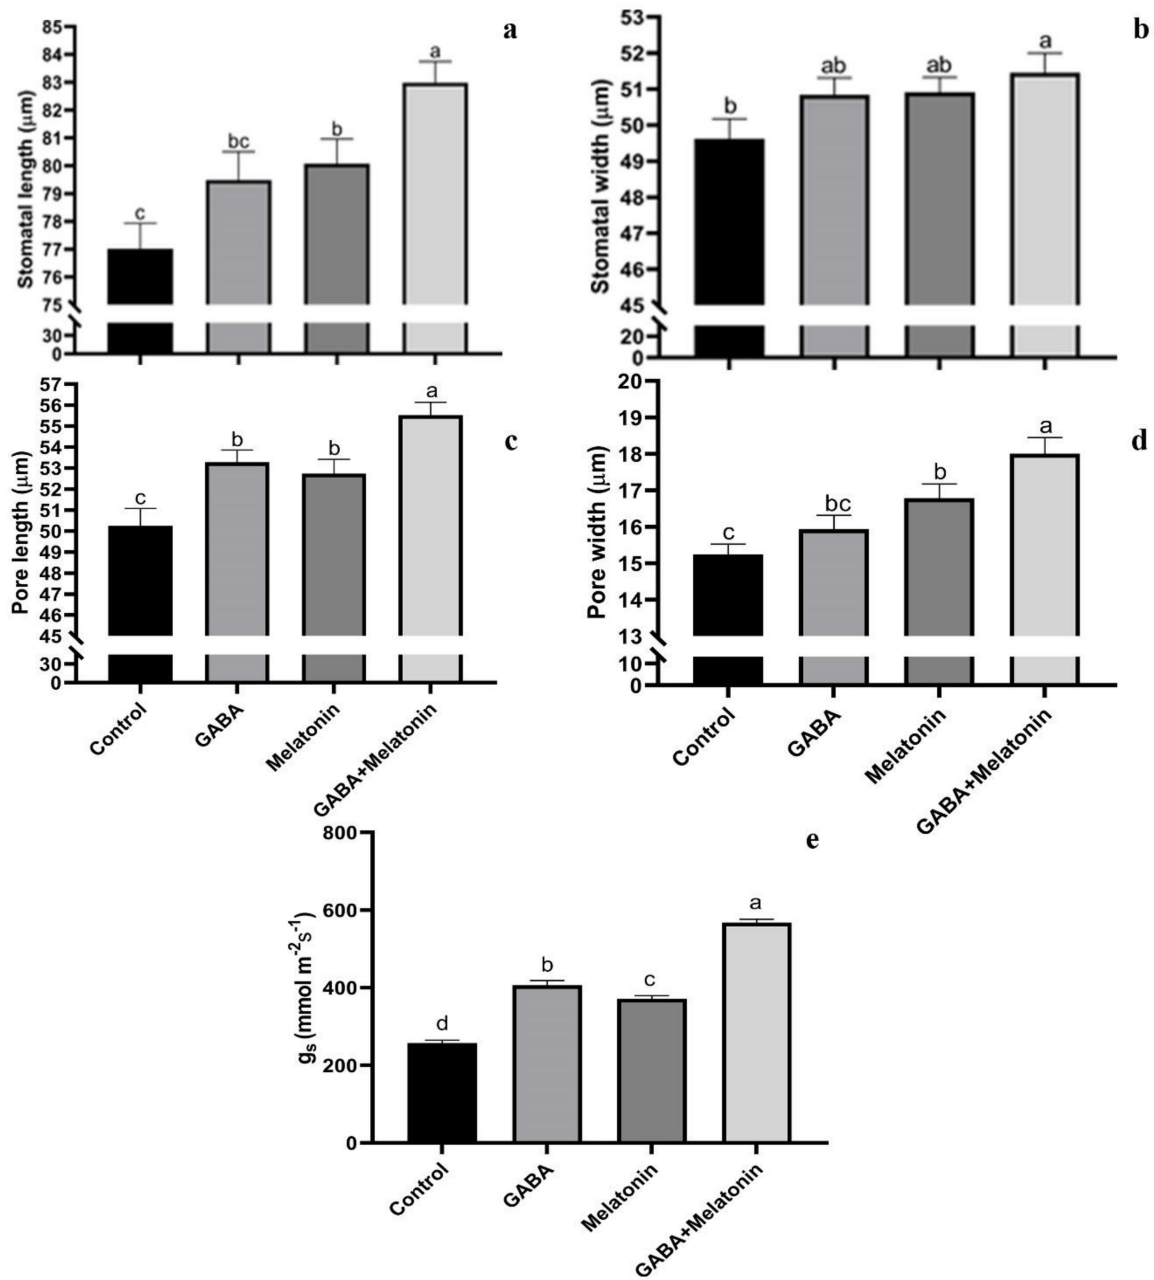 a
Stomatal length (μm)
85
84
83
82
81
80
79
78
77
76
75
30
0
c
bc
b
a
b
Stomatal width (μm)
53
52
51
50
49
48
47
46
45
20
0
b
ab
ab
a
c
Pore length (μm)
57
56
55
54
53
52
51
50
49
48
47
46
45
30
0
c
b
b
a
Control
GABA
Melatonin
GABA+Melatonin
d
Pore width (μm)
20
19
18
17
16
15
14
13
10
0
c
bc
b
a
Control
GABA
Melatonin
GABA+Melatonin
e
gs (mmol m-2s-1)
800
600
400
200
0
d
b
c
a
Control
GABA
Melatonin
GABA+Melatonin